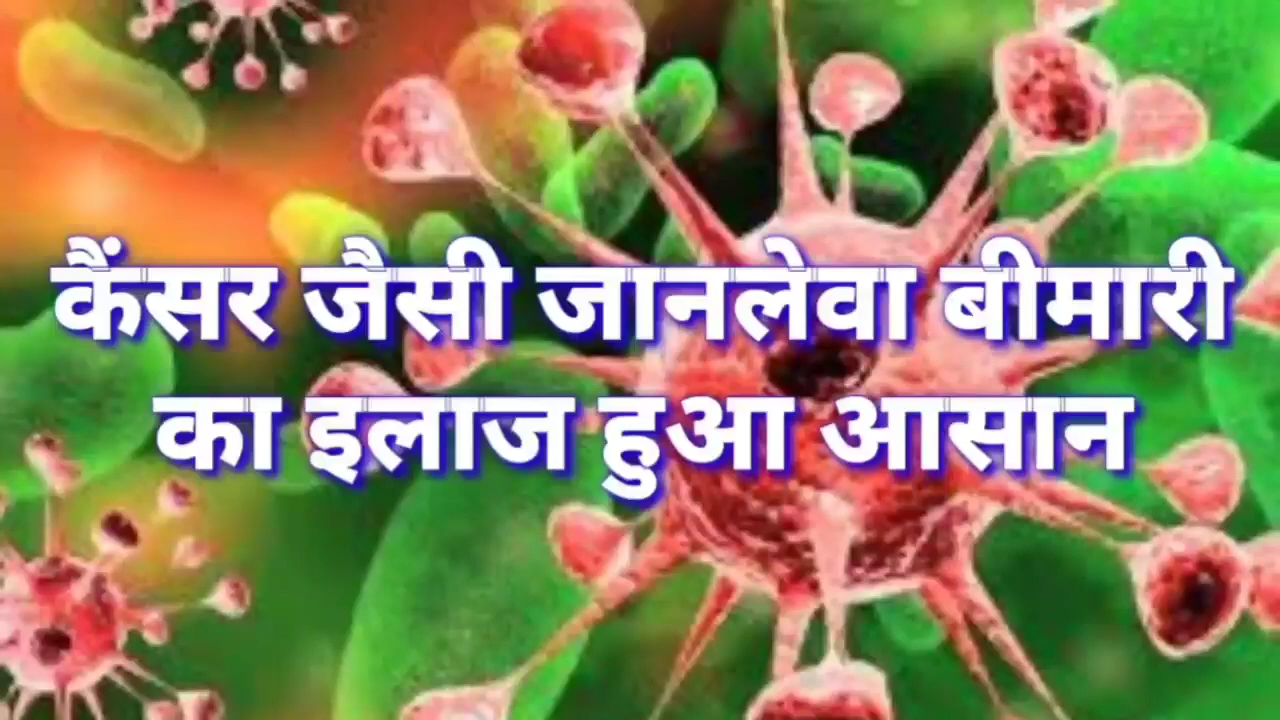 कैंसर जैसी जानलेवा बीमारी
का इलाज हुआ आसान